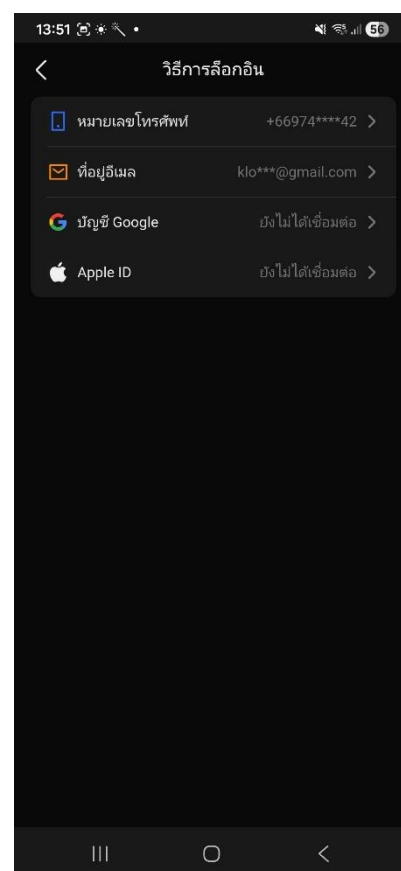 13:51
56
วิธีการล็อกอิน
หมายเลขโทรศัพท์ +66974****42
ที่อยู่อีเมล klo***@gmail.com
บัญชี Google ยังไม่ได้เชื่อมต่อ
Apple ID ยังไม่ได้เชื่อมต่อ